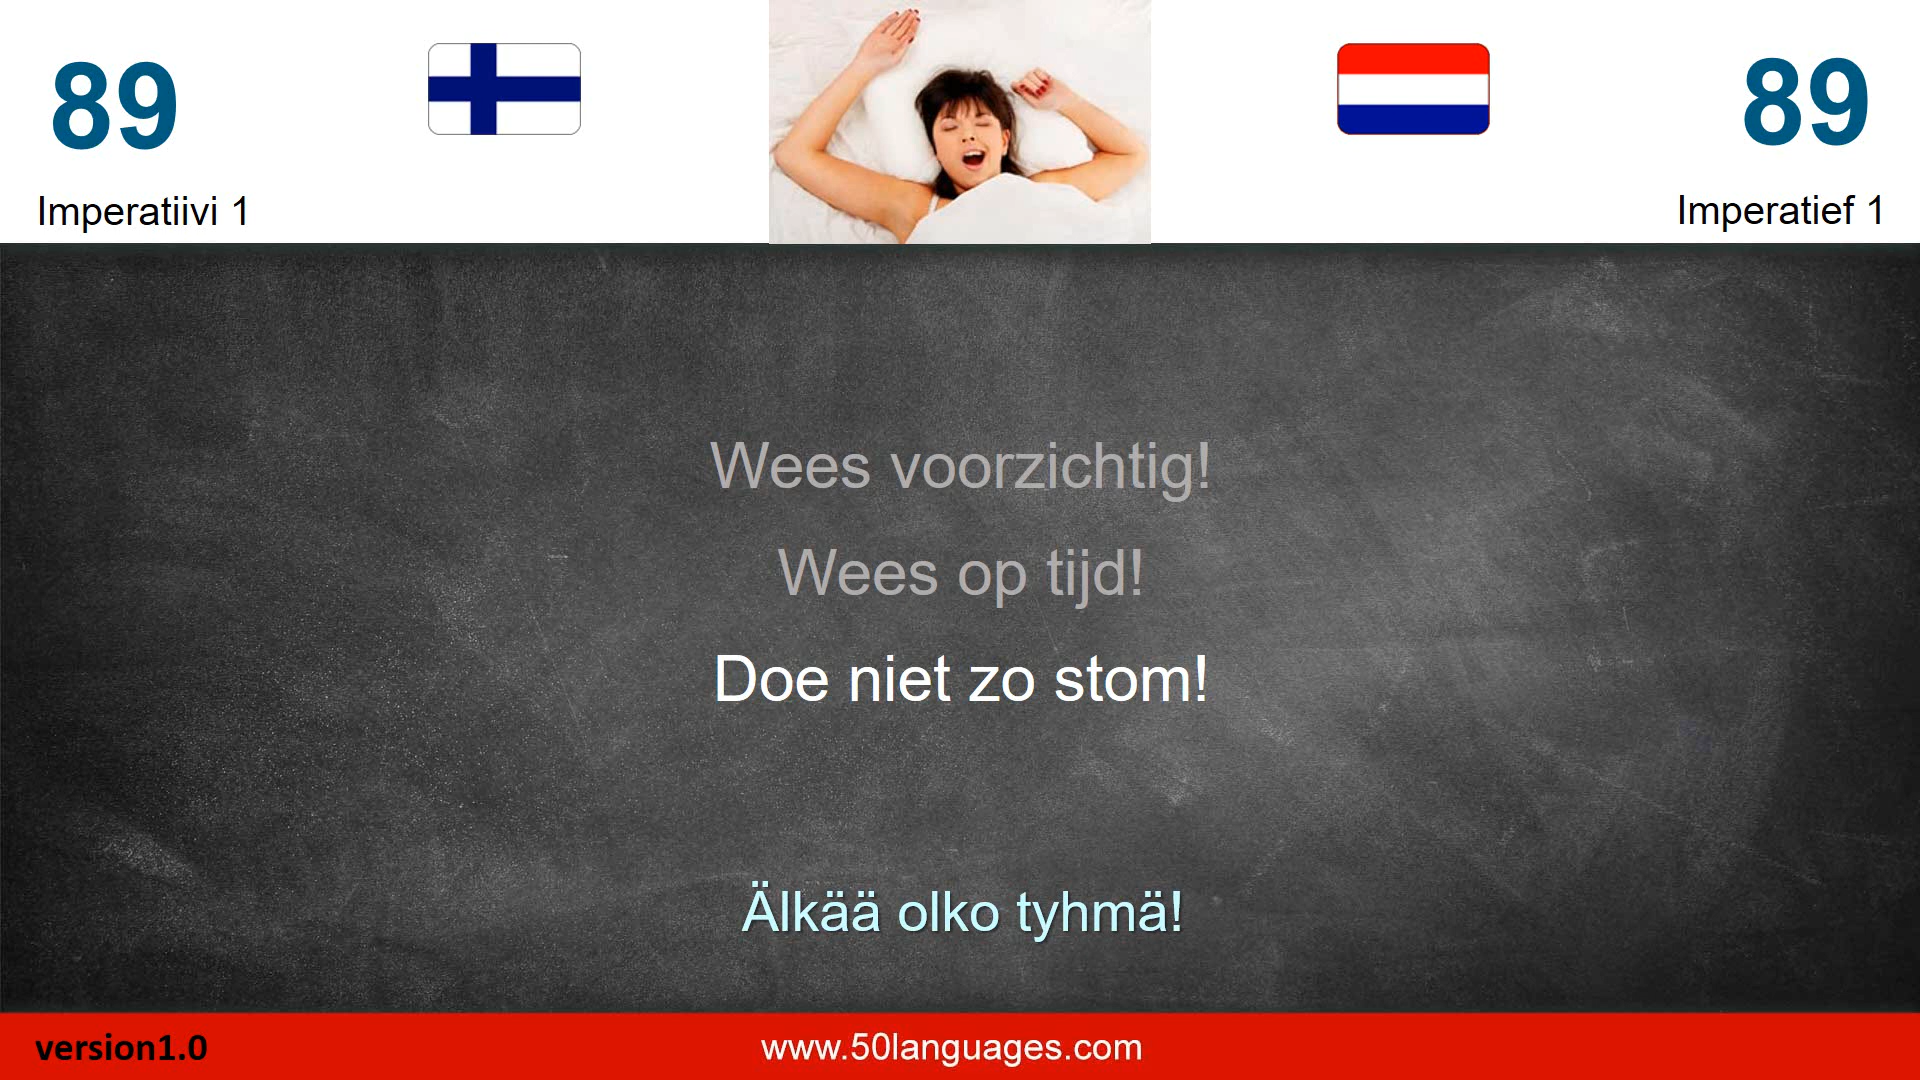 89
89
Imperatiivi 1
Imperatief 1
Wees voorzichtig!
Wees op tijd!
Doe niet zo stom!
Älkää olko tyhmä!
version1.0
www.50languages.com